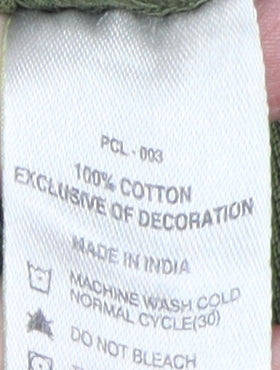 PCL - 003
100% COTTON
EXCLUSIVE OF DECORATION
MADE IN INDIA
MACHINE WASH COLD
NORMAL CYCLE(30)
DO NOT BLEACH